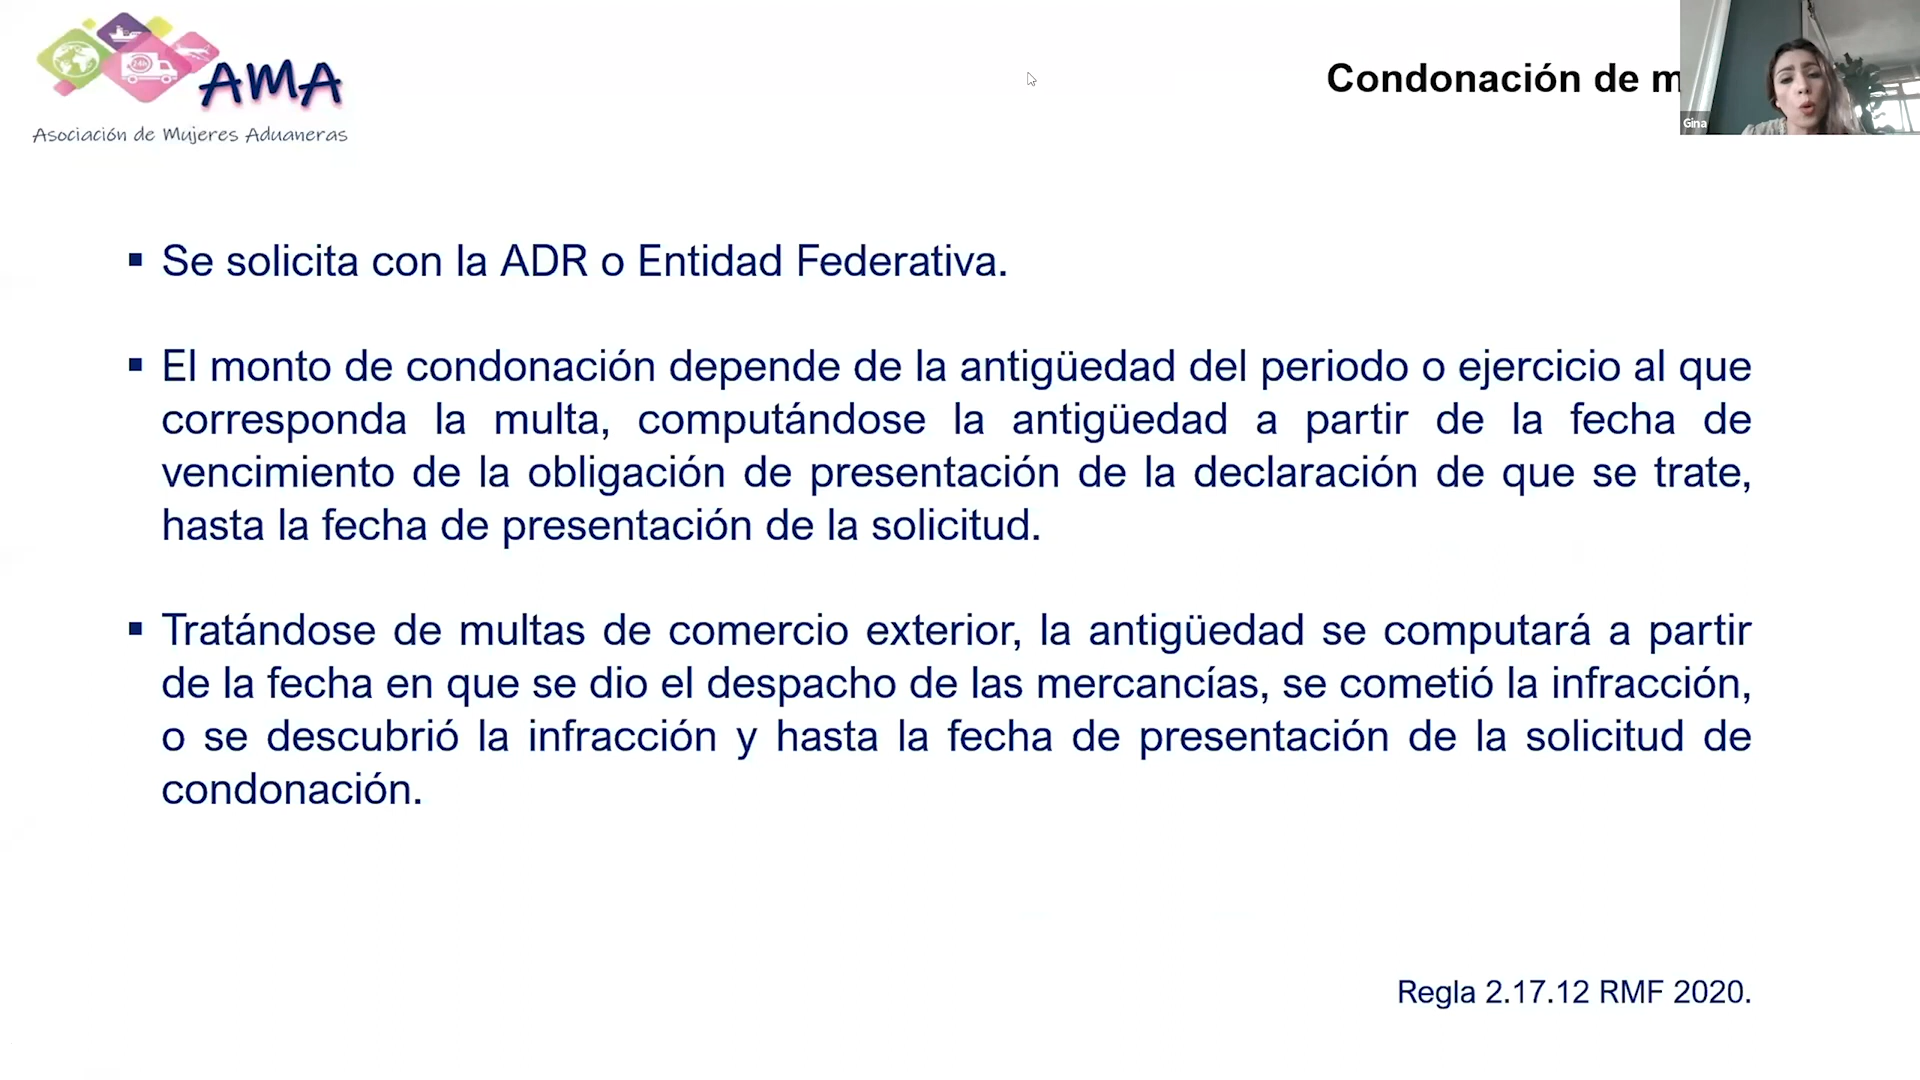 AMA
Asociación de Mujeres Aduaneras
Condonación de m
Gina
▪ Se solicita con la ADR o Entidad Federativa.
▪ El monto de condonación depende de la antigüedad del periodo o ejercicio al que
corresponda la multa, computándose la antigüedad a partir de la fecha de
vencimiento de la obligación de presentación de la declaración de que se trate,
hasta la fecha de presentación de la solicitud.
▪ Tratándose de multas de comercio exterior, la antigüedad se computará a partir
de la fecha en que se dio el despacho de las mercancías, se cometió la infracción,
o se descubrió la infracción y hasta la fecha de presentación de la solicitud de
condonación.
Regla 2.17.12 RMF 2020.